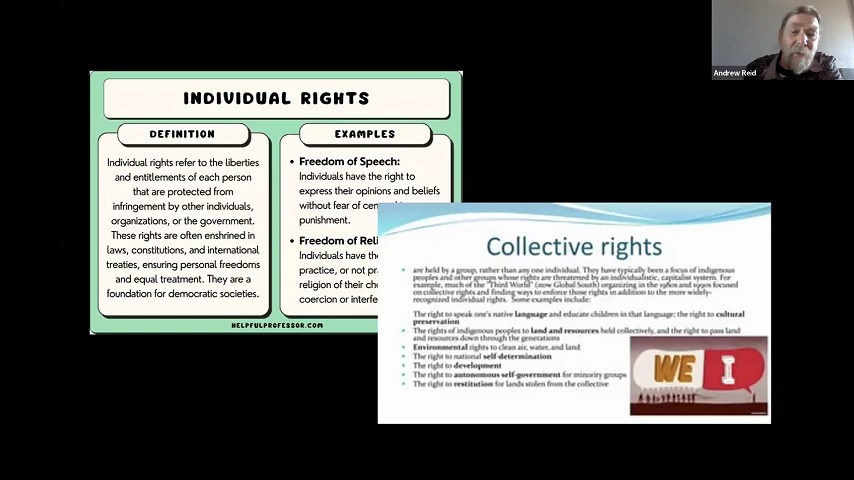 Andrew Reid
INDIVIDUAL RIGHTS
DEFINITION
Individual rights refer to the liberties
and entitlements of each person
that are protected from
infringement by other individuals,
organizations, or the government.
These rights are often enshrined in
laws, constitutions, and international
treaties, ensuring personal freedoms
and equal treatment. They are a
foundation for democratic societies.
EXAMPLES
• Freedom of Speech:
Individuals have the right to
express their opinions and beliefs
without fear of
punishment.
• Freedom of
Individuals have
practice, or not
religion of their
coercion or
HELPFULPROFESSOR.COM
Collective rights
• are held by a group, rather than any one individual. They have typically been a focus of indigenous
peoples and other groups whose rights are threatened by an individualistic, capitalist system. For
example, much of the "Third World" (now Global South) organizing in the 1980s and 1990s focused
on collective rights and finding ways to enforce those rights in addition to the more widely-
recognized individual rights. Some examples include:
The right to speak one's native language and educate children in that language; the right to cultural
preservation
• The rights of indigenous peoples to land and resources held collectively, and the right to pass land
and resources down through the generations
• Environmental rights to clean air, water, and land
• The right to national self-determination
• The right to development
• The right to autonomous self-government for minority groups
• The right to restitution for lands stolen from the collective
WE I